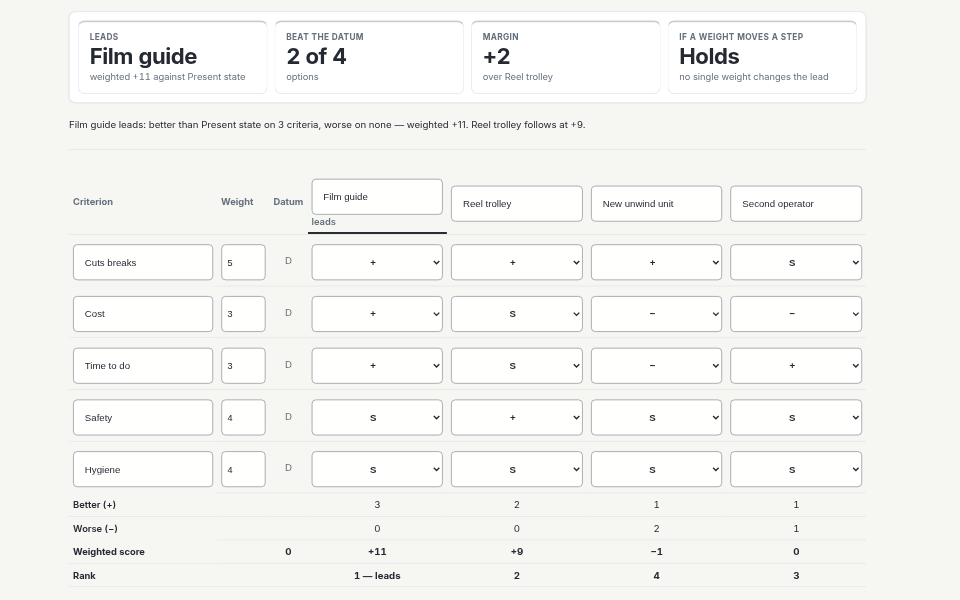 LEADS
Film guide
weighted +11 against Present state
BEAT THE DATUM
2 of 4
options
MARGIN
+2
over Reel trolley
IF A WEIGHT MOVES A STEP
Holds
no single weight changes the lead
Film guide leads: better than Present state on 3 criteria, worse on none — weighted +11. Reel trolley follows at +9.
Criterion Weight Datum Film guide Reel trolley New unwind unit Second operator
leads
Cuts breaks 5 D + + + S
Cost 3 D + S − −
Time to do 3 D + S − +
Safety 4 D S + S S
Hygiene 4 D S S S S
Better (+) 3 2 1 1
Worse (−) 0 0 2 1
Weighted score 0 +11 +9 −1 0
Rank 1 — leads 2 4 3